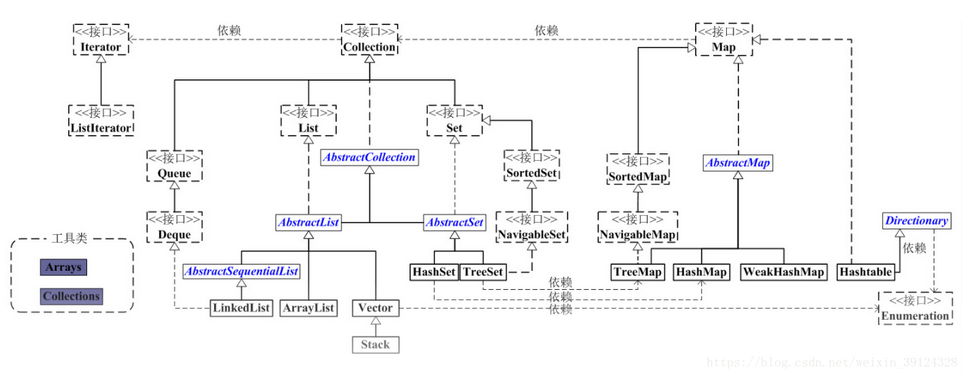 <<接口>>
Iterator
依赖
<<接口>>
Collection
依赖
<<接口>>
Map
<<接口>>
ListIterator
<<接口>>
List
<<接口>>
Set
<<接口>>
Queue
AbstractCollection
<<接口>>
SortedSet
<<接口>>
SortedMap
AbstractMap
<<接口>>
Deque
AbstractList
AbstractSet
<<接口>>
NavigableSet
<<接口>>
NavigableMap
Directionary
工具类
依赖
Arrays
AbstractSequentialList
HashSet
TreeSet
TreeMap
HashMap
WeakHashMap
Hashtable
依赖
Collections
依赖
<<接口>>
Enumeration
LinkedList
ArrayList
Vector
依赖
Stack
https://blog.csdn.net/weixin_39124328